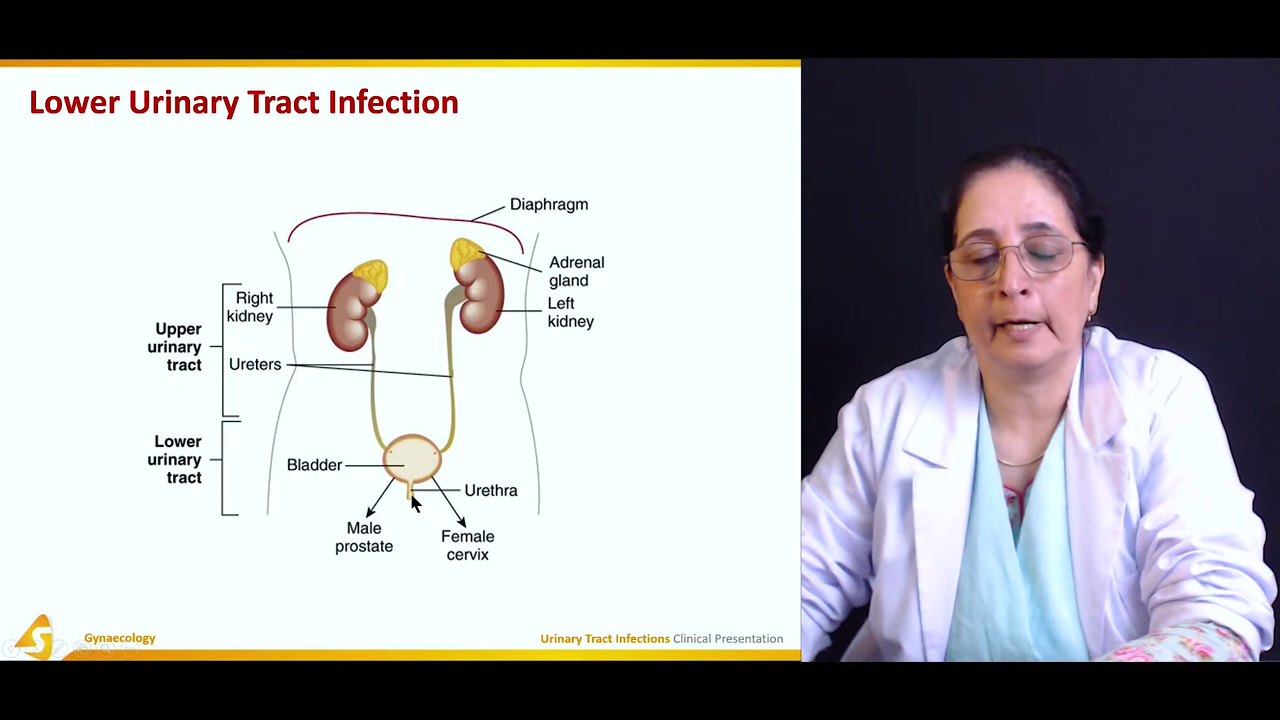 Lower Urinary Tract Infection
Diaphragm
Adrenal
gland
Right
kidney
Left
kidney
Upper
urinary
tract
Ureters
Lower
urinary
tract
Bladder
Urethra
Male
prostate
Female
cervix
S
Gynaecology
Urinary Tract Infections Clinical Presentation